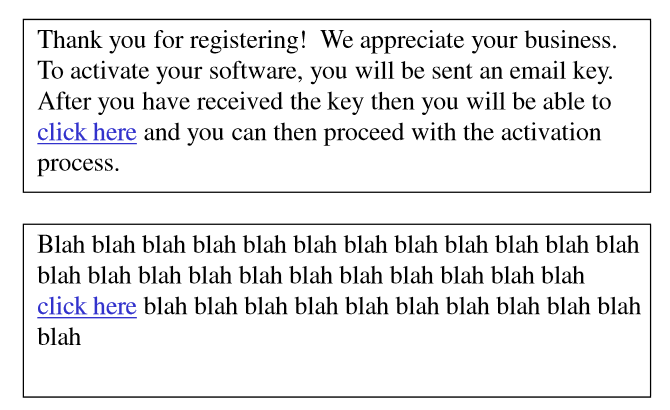 Thank you for registering!  We appreciate your business.
To activate your software, you will be sent an email key.
After you have received the key then you will be able to
click here and you can then proceed with the activation
process.
Blah blah blah blah blah blah blah blah blah blah blah blah
blah blah blah blah blah blah blah blah blah blah blah
click here blah blah blah blah blah blah blah blah blah blah
blah